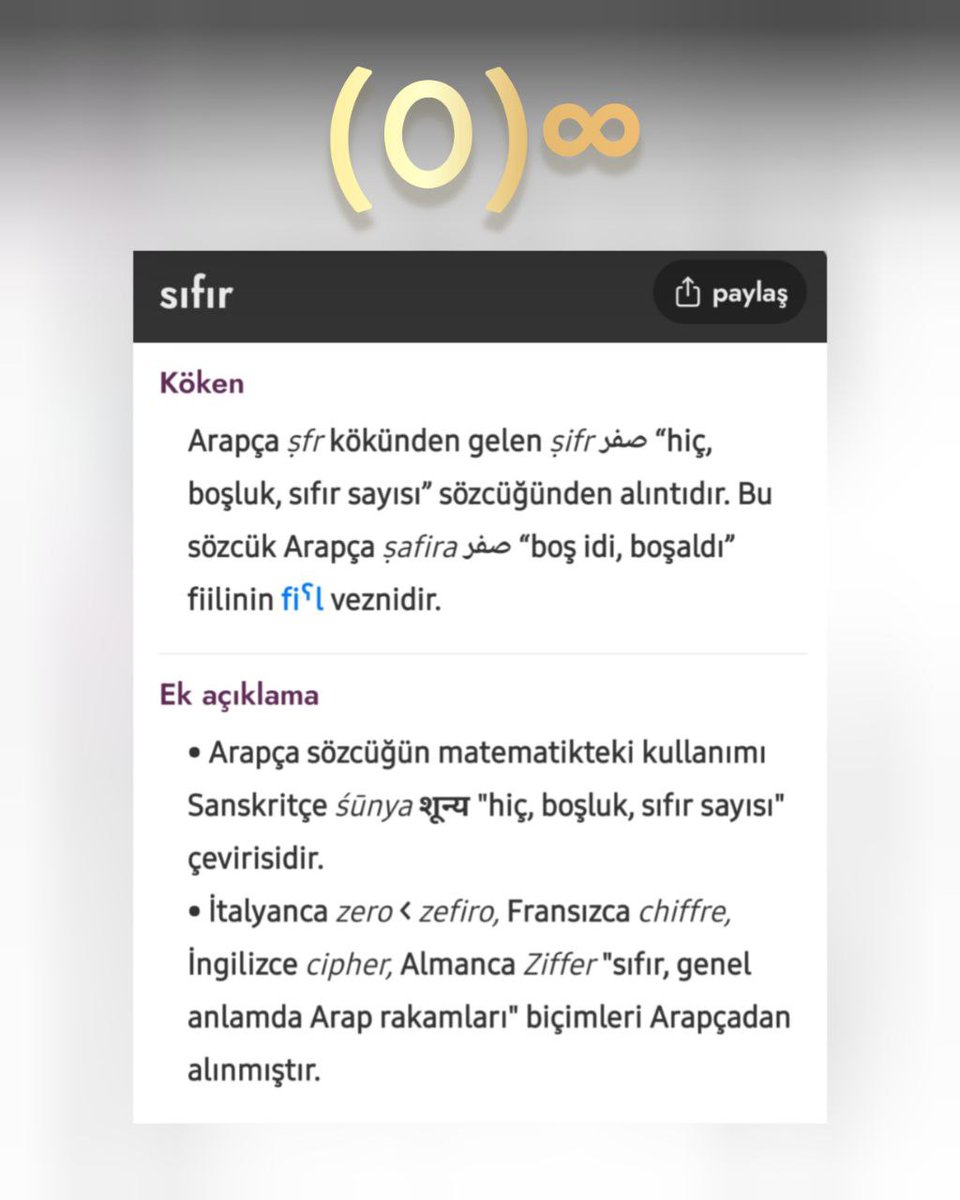 (0)∞
sıfır
paylaş
Köken
Arapça ṣfr kökünden gelen ṣifr صفر “hiç,
boşluk, sıfır sayısı” sözcüğünden alıntıdır. Bu
sözcük Arapça ṣafira صفر “boş idi, boşaldı”
fiilinin fiˁl veznidir.
Ek açıklama
• Arapça sözcüğün matematikteki kullanımı
Sanskritçe śūnya शून्य "hiç, boşluk, sıfır sayısı"
çevirisidir.
• İtalyanca zero < zefiro, Fransızca chiffre,
İngilizce cipher, Almanca Ziffer "sıfır, genel
anlamda Arap rakamları" biçimleri Arapçadan
alınmıştır.